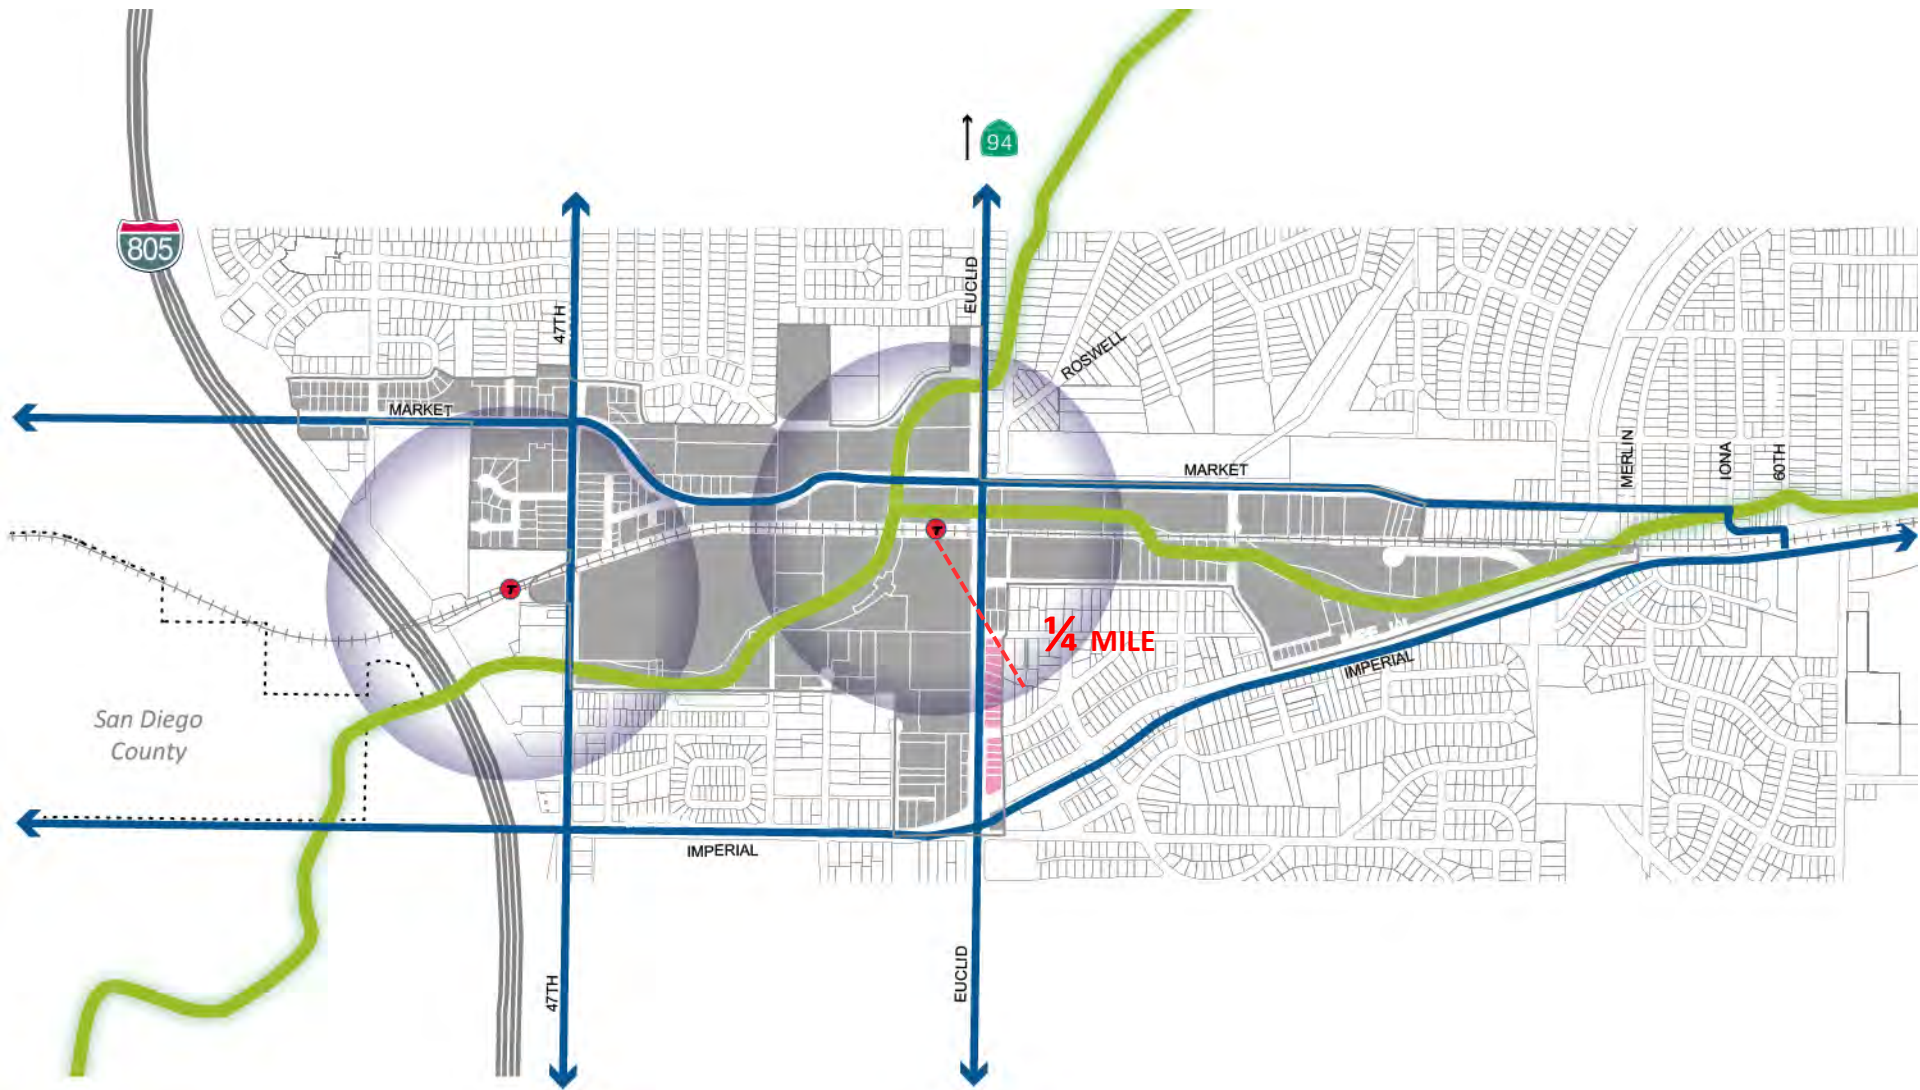 94
805
EUCLID
47TH
ROSWELL
MARKET
MARKET
MERLIN
IONA
60TH
T
T
¼ MILE
IMPERIAL
San Diego
County
IMPERIAL
47TH
EUCLID